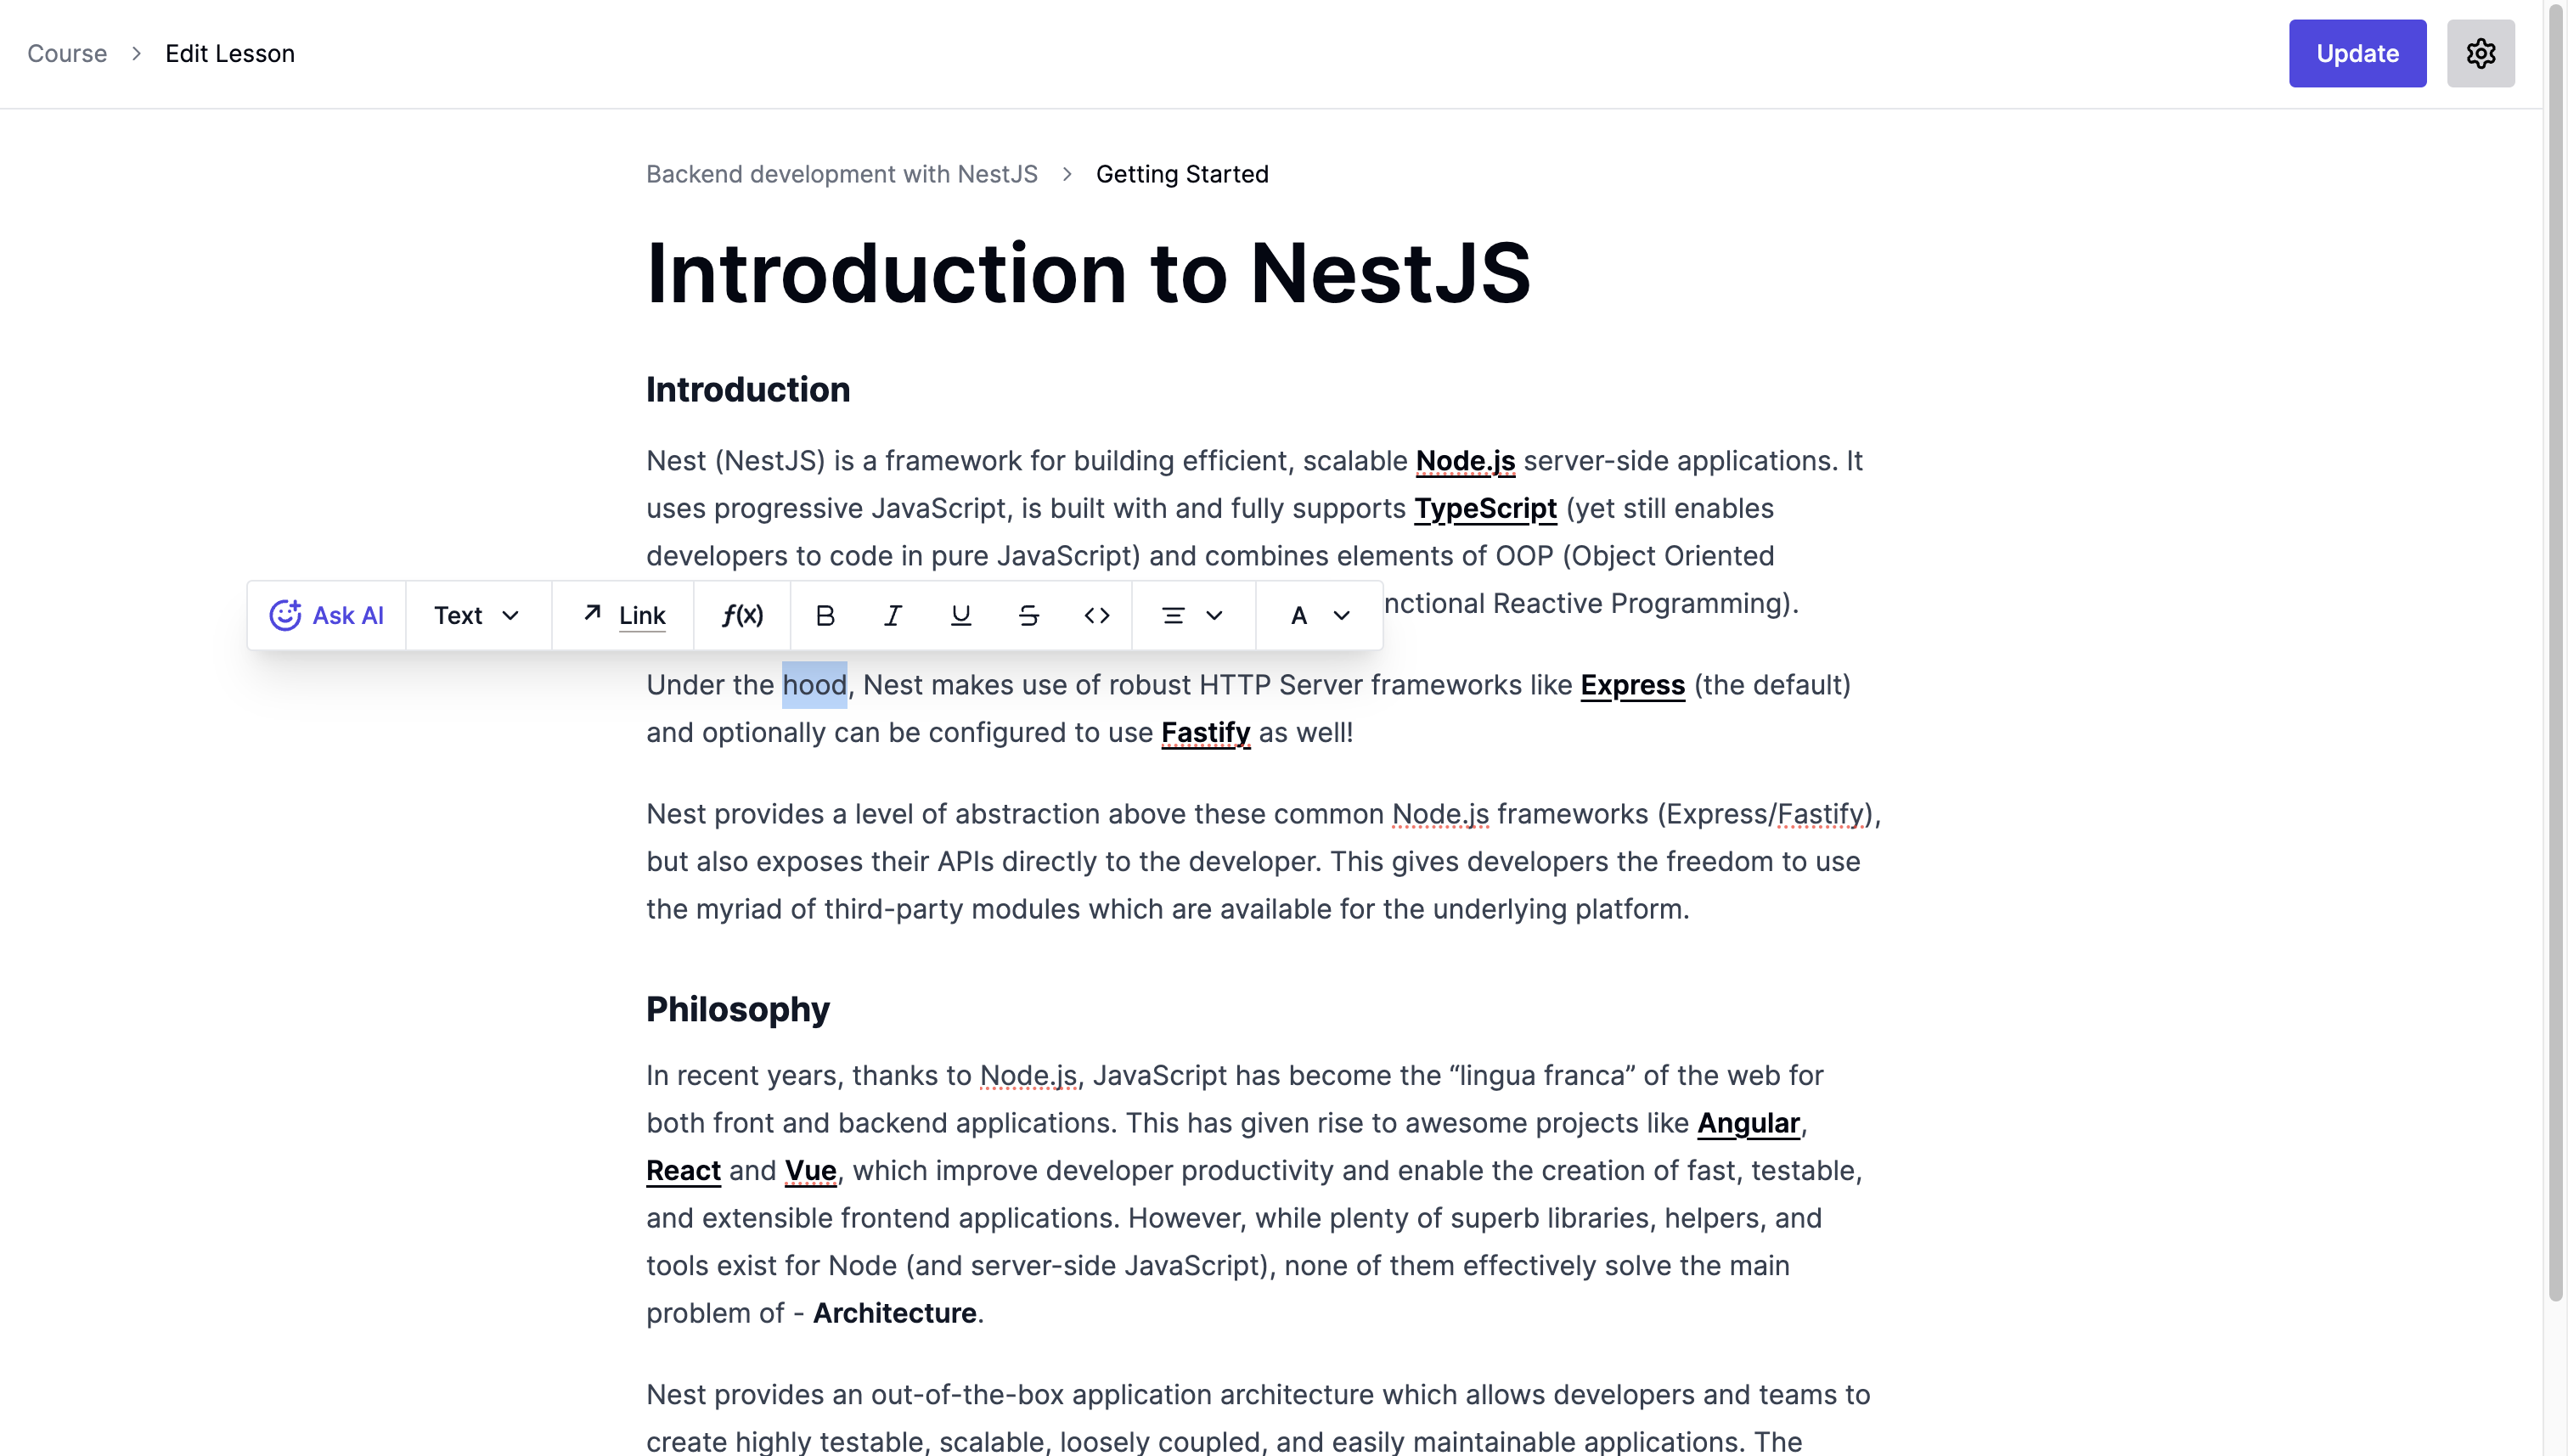 Course > Edit Lesson
Update
Backend development with NestJS > Getting Started
Introduction to NestJS
Introduction
Nest (NestJS) is a framework for building efficient, scalable Node.js server-side applications. It
uses progressive JavaScript, is built with and fully supports TypeScript (yet still enables
developers to code in pure JavaScript) and combines elements of OOP (Object Oriented
nctional Reactive Programming).
Ask AI Text Link f(x) B I U S <> A
Under the hood, Nest makes use of robust HTTP Server frameworks like Express (the default)
and optionally can be configured to use Fastify as well!
Nest provides a level of abstraction above these common Node.js frameworks (Express/Fastify),
but also exposes their APIs directly to the developer. This gives developers the freedom to use
the myriad of third-party modules which are available for the underlying platform.
Philosophy
In recent years, thanks to Node.js, JavaScript has become the “lingua franca” of the web for
both front and backend applications. This has given rise to awesome projects like Angular,
React and Vue, which improve developer productivity and enable the creation of fast, testable,
and extensible frontend applications. However, while plenty of superb libraries, helpers, and
tools exist for Node (and server-side JavaScript), none of them effectively solve the main
problem of - Architecture.
Nest provides an out-of-the-box application architecture which allows developers and teams to
create highly testable, scalable, loosely coupled, and easily maintainable applications. The